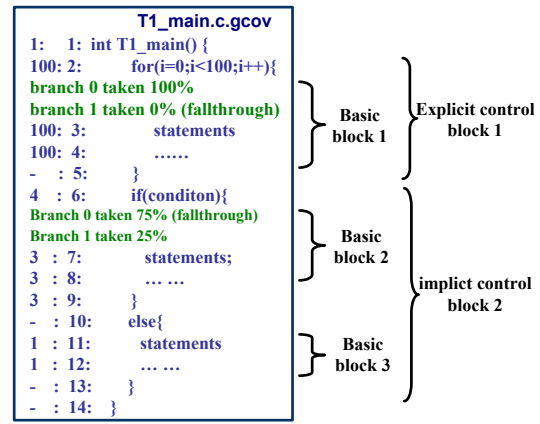 T1_main.c.gcov
1: 1: int T1_main() {
100: 2: for(i=0;i<100;i++){
branch 0 taken 100%
branch 1 taken 0% (fallthrough)
100: 3: statements
100: 4: ……
- : 5: }
4 : 6: if(conditon){
Branch 0 taken 75% (fallthrough)
Branch 1 taken 25%
3 : 7: statements;
3 : 8: … …
3 : 9: }
- : 10: else{
1 : 11: statements
1 : 12: … …
- : 13: }
- : 14: }
Basic
block 1
Explicit control
block 1
Basic
block 2
implict control
block 2
Basic
block 3